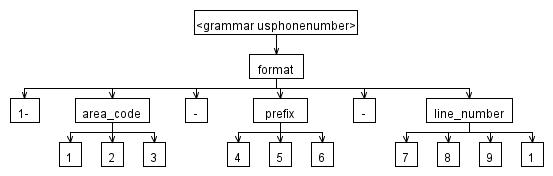 <grammar usphonenumber>
format
1- area_code - prefix - line_number
1 2 3 4 5 6 7 8 9 1